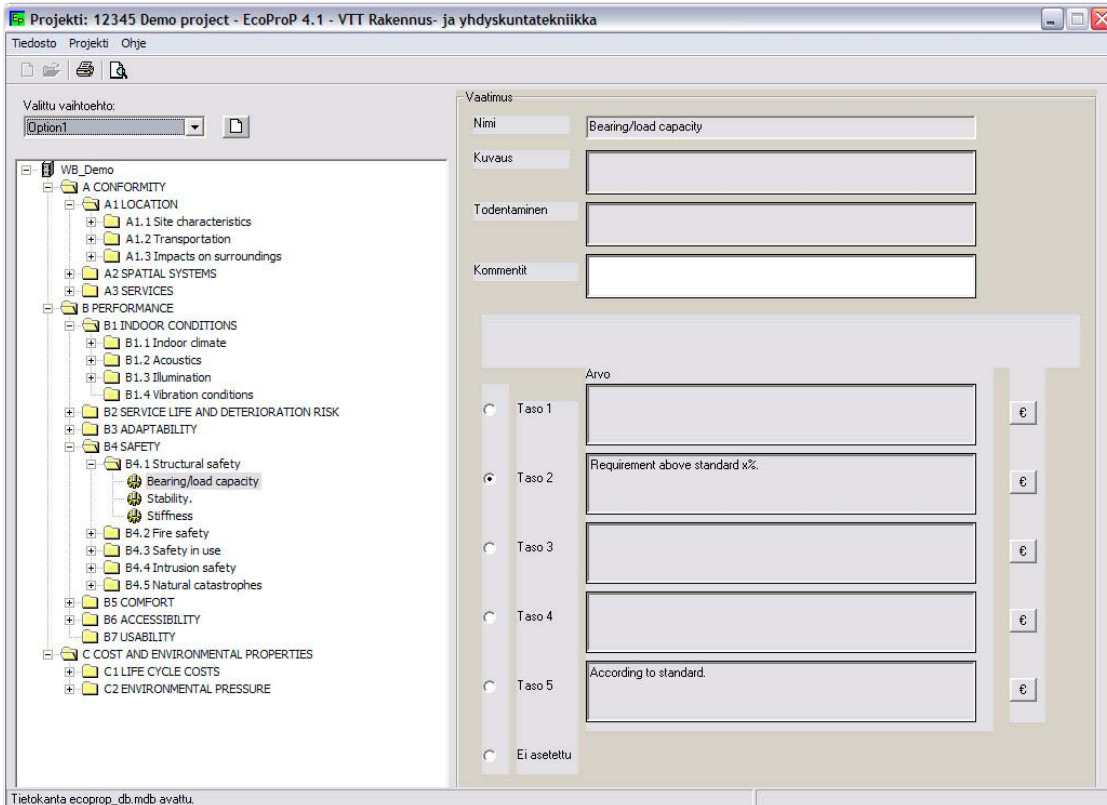 Projekti: 12345 Demo project - EcoProP 4.1 - VTT Rakennus- ja yhdyskuntatekniikka
Tiedosto Projekti Ohje
Valittu vaihtoehto:
Option1
WB_Demo
A CONFORMITY
A1 LOCATION
A1.1 Site characteristics
A1.2 Transportation
A1.3 Impacts on surroundings
A2 SPATIAL SYSTEMS
A3 SERVICES
B PERFORMANCE
B1 INDOOR CONDITIONS
B1.1 Indoor climate
B1.2 Acoustics
B1.3 Illumination
B1.4 Vibration conditions
B2 SERVICE LIFE AND DETERIORATION RISK
B3 ADAPTABILITY
B4 SAFETY
B4.1 Structural safety
Bearing/load capacity
Stability.
Stiffness
B4.2 Fire safety
B4.3 Safety in use
B4.4 Intrusion safety
B4.5 Natural catastrophes
B5 COMFORT
B6 ACCESSIBILITY
B7 USABILITY
C COST AND ENVIRONMENTAL PROPERTIES
C1 LIFE CYCLE COSTS
C2 ENVIRONMENTAL PRESSURE
Vaatimus
Nimi Bearing/load capacity
Kuvaus
Todentaminen
Kommentit
Arvo
Taso 1 €
Taso 2 Requirement above standard x%. €
Taso 3 €
Taso 4 €
Taso 5 According to standard. €
Ei asetettu
Tietokanta ecoprop_db.mdb avattu.